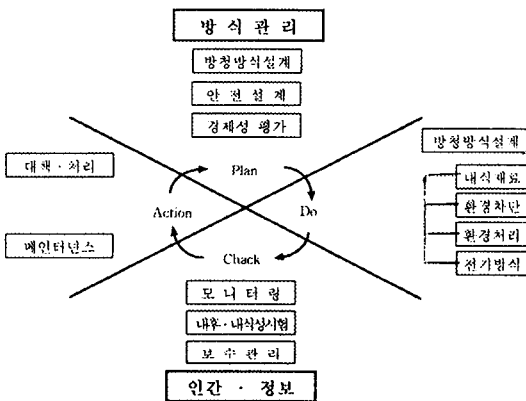 방식관리
방청방식설계
안전설계
경제성 평가
대책·처리
메인터넌스
Plan
Action
Do
Chack
방청방식설계
내식재료
환경차단
환경처리
전기방식
모니터링
내후·내식성시험
보수관리
인간·정보